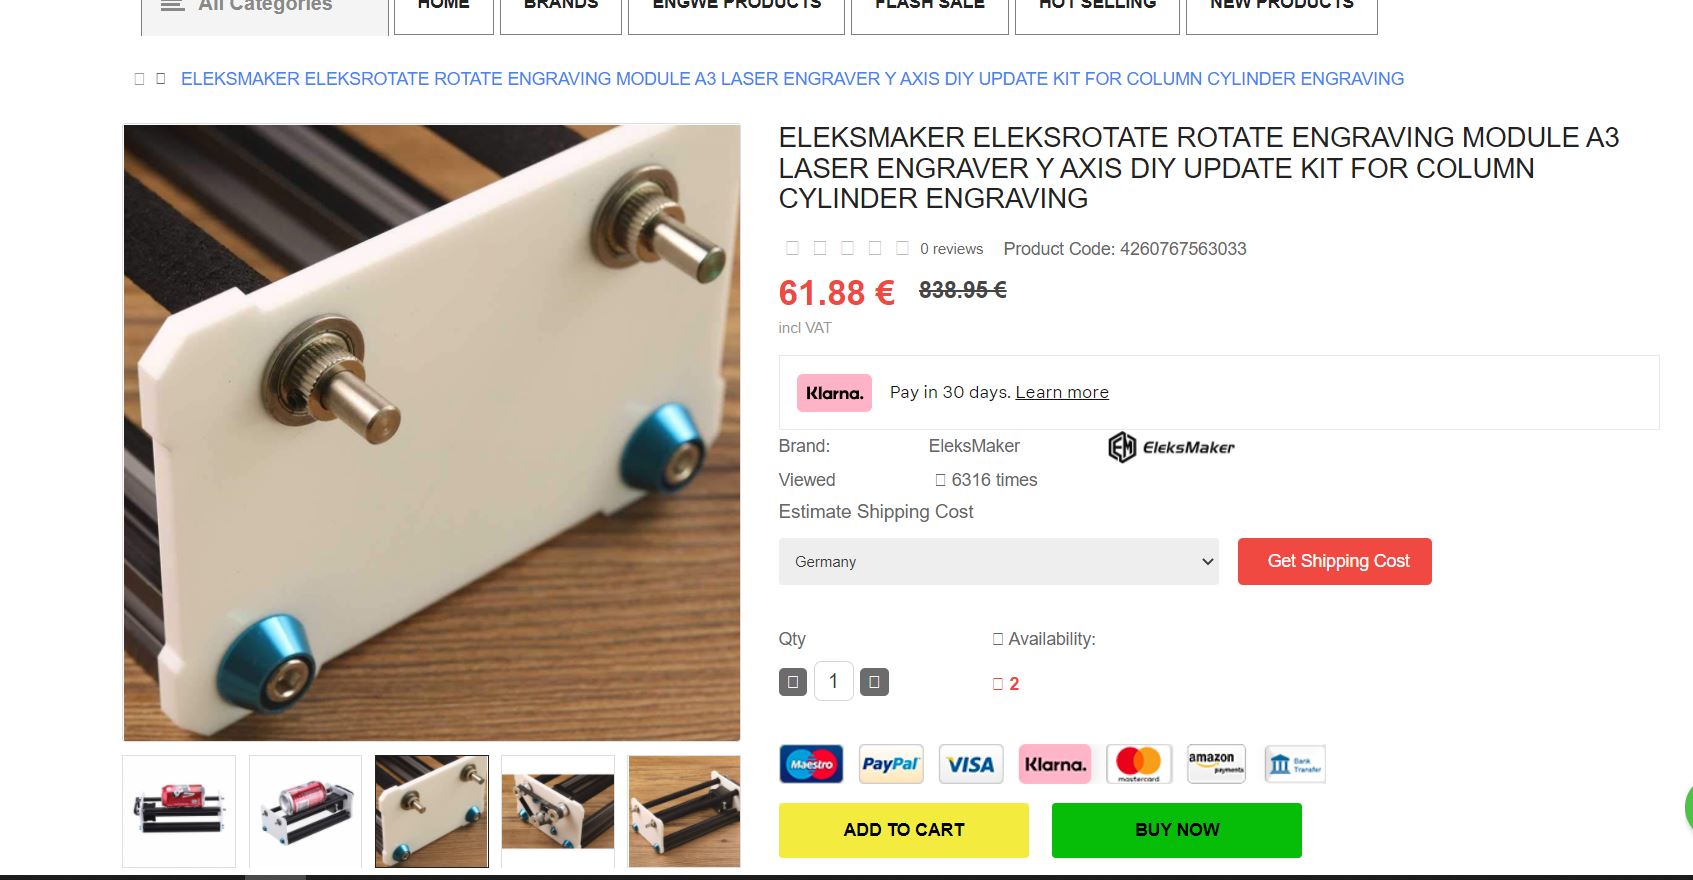 All Categories
HOME
BRANDS
ENGWE PRODUCTS
FLASH SALE
HOT SELLING
NEW PRODUCTS
ELEKSMAKER ELEKSROTATE ROTATE ENGRAVING MODULE A3 LASER ENGRAVER Y AXIS DIY UPDATE KIT FOR COLUMN CYLINDER ENGRAVING
ELEKSMAKER ELEKSROTATE ROTATE ENGRAVING MODULE A3
LASER ENGRAVER Y AXIS DIY UPDATE KIT FOR COLUMN
CYLINDER ENGRAVING
0 reviews Product Code: 4260767563033
61.88 € 838.95 €
incl VAT
Klarna. Pay in 30 days. Learn more
Brand: EleksMaker EM EleksMaker
Viewed 6316 times
Estimate Shipping Cost
Germany Get Shipping Cost
Qty Availability:
1 2
Maestro PayPal VISA Klarna. mastercard amazon payments Bank Transfer
ADD TO CART BUY NOW